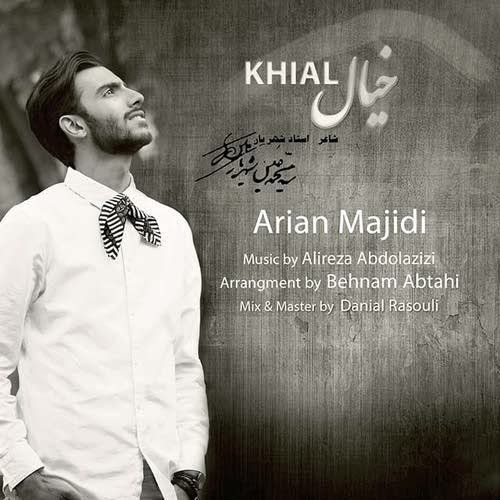 KHIAL خیال
شاعر استاد شهریار
Arian Majidi
Music by Alireza Abdolazizi
Arrangment by Behnam Abtahi
Mix & Master by Danial Rasouli